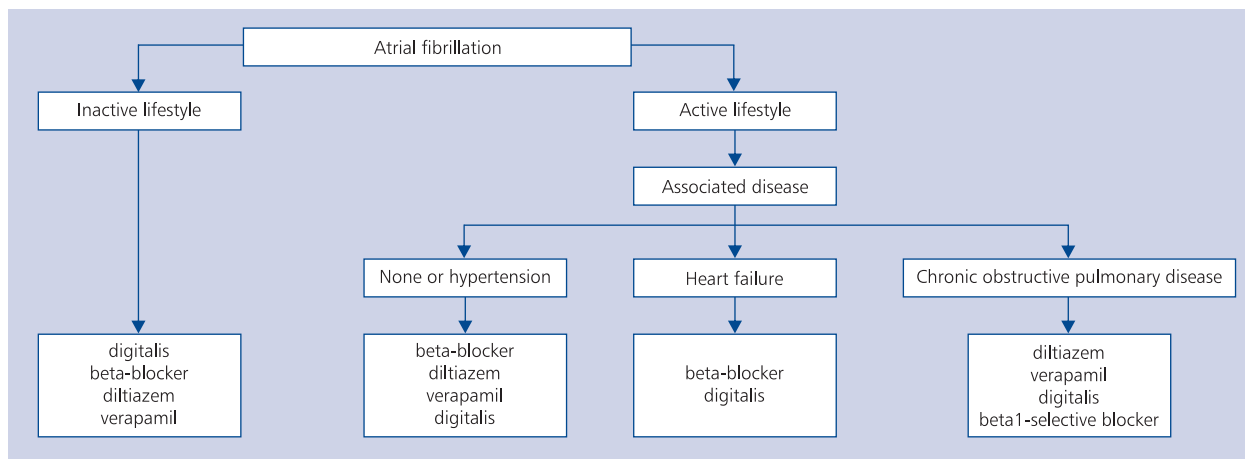 Atrial fibrillation
Inactive lifestyle
Active lifestyle
Associated disease
None or hypertension
Heart failure
Chronic obstructive pulmonary disease
digitalis
beta-blocker
diltiazem
verapamil
beta-blocker
diltiazem
verapamil
digitalis
beta-blocker
digitalis
diltiazem
verapamil
digitalis
beta1-selective blocker